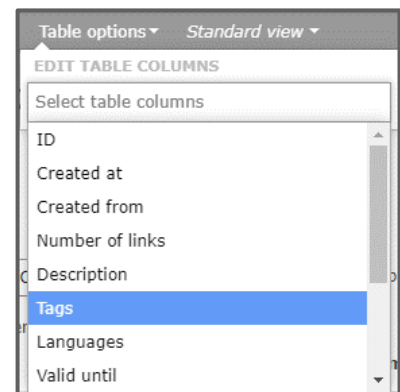 Table options Standard view
EDIT TABLE COLUMNS
Select table columns
ID
Created at
Created from
Number of links
Description
Tags
Languages
Valid until